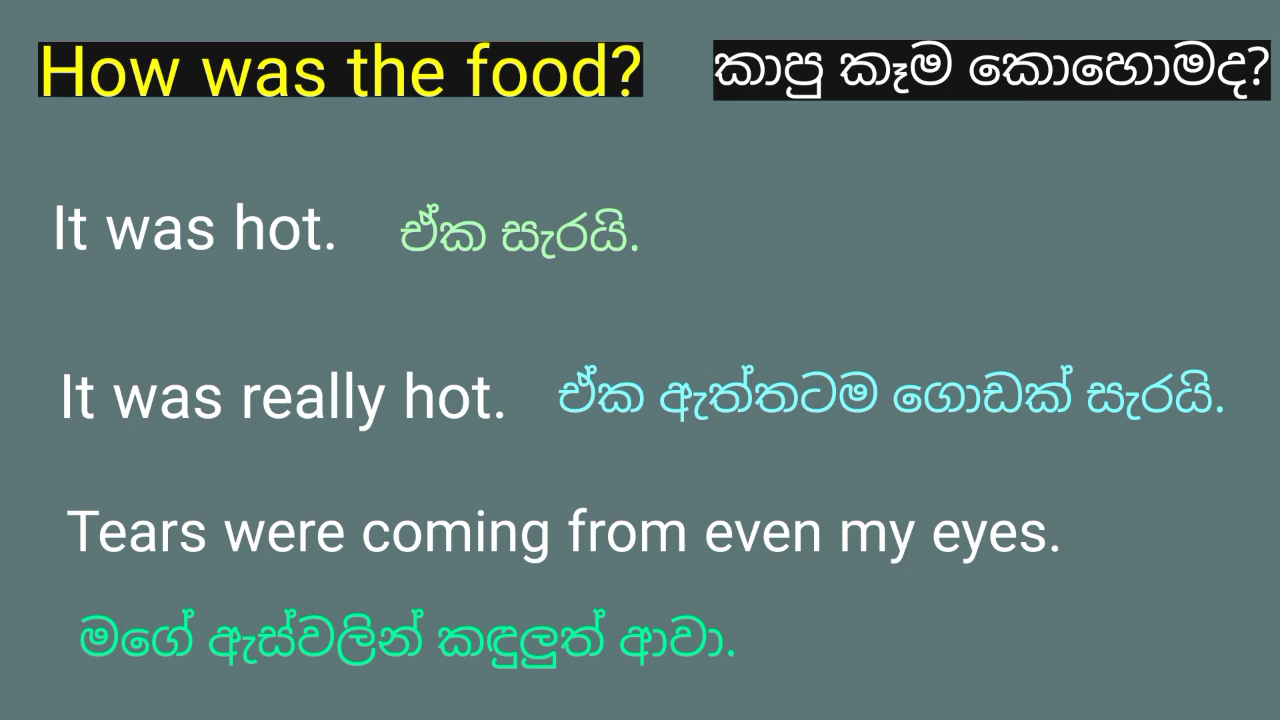 How was the food? කාපු කෑම කොහොමද?
It was hot. ඒක සැරයි.
It was really hot. ඒක ඇත්තටම ගොඩක් සැරයි.
Tears were coming from even my eyes.
මගේ ඇස්වලින් කඳුලුත් ආවා.